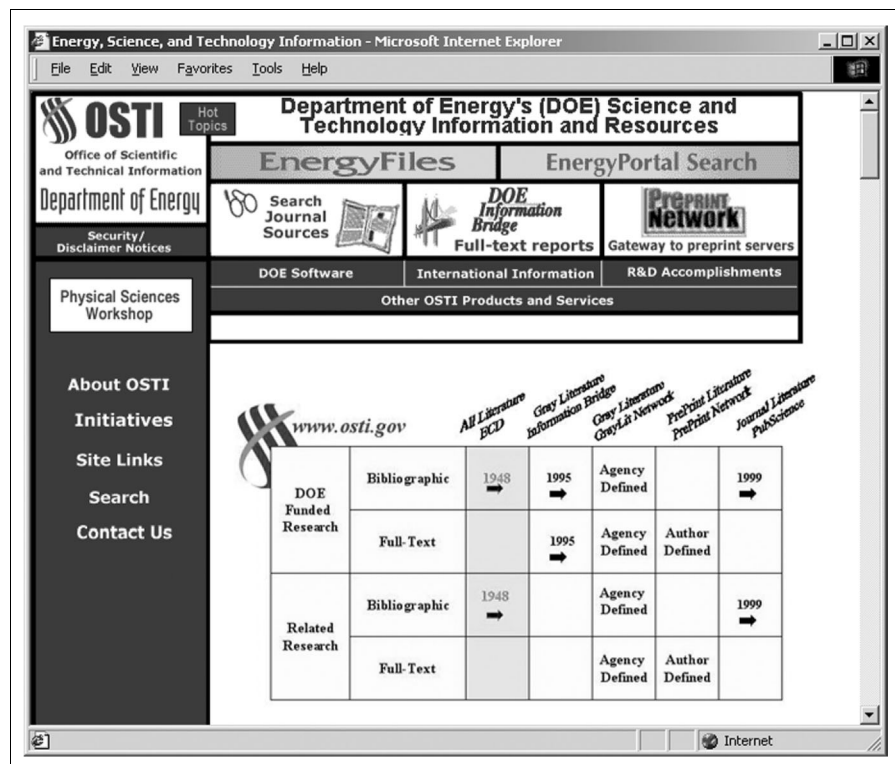 Energy, Science, and Technology Information - Microsoft Internet Explorer
File Edit View Favorites Tools Help
OSTI
Hot
Topics
Office of Scientific
and Technical Information
Department of Energy
Security/
Disclaimer Notices
Department of Energy's (DOE) Science and
Technology Information and Resources
EnergyFiles
EnergyPortal Search
Search
Journal
Sources
DOE
Information
Bridge
Full-text reports
PrePRINT
Network
Gateway to preprint servers
DOE Software
International Information
R&D Accomplishments
Other OSTI Products and Services
Physical Sciences
Workshop
About OSTI
Initiatives
Site Links
Search
Contact Us
www.osti.gov
All Literature
ECD
Gray Literature
Information Bridge
Gray Literature
GrayLit Network
PrePrint Literature
PrePrint Network
Journal Literature
PubScience
DOE
Funded
Research
Bibliographic
1948
1995
Agency
Defined
1999
Full-Text
1995
Agency
Defined
Author
Defined
Related
Research
Bibliographic
1948
Agency
Defined
1999
Full-Text
Agency
Defined
Author
Defined
Internet